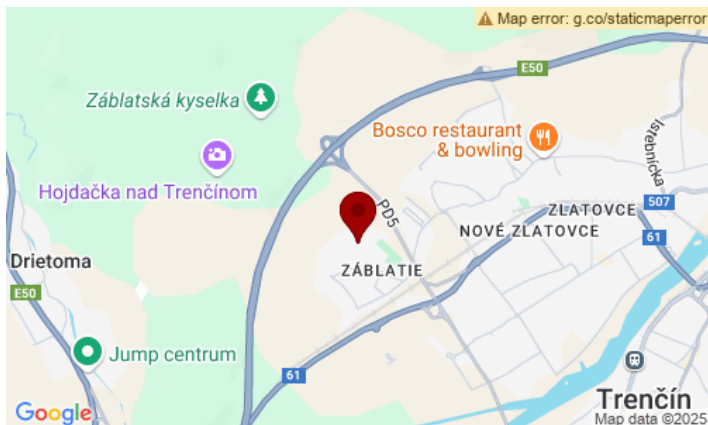 Map error: g.co/staticmaperror
E50
Záblatská kyselka
Bosco restaurant
& bowling
Istebnícka
Hojdačka nad Trenčínom
PD5
ZLATOVCE
507
NOVÉ ZLATOVCE
61
Drietoma
ZÁBLATIE
E50
Jump centrum
61
Trenčín
Google
Map data ©2025